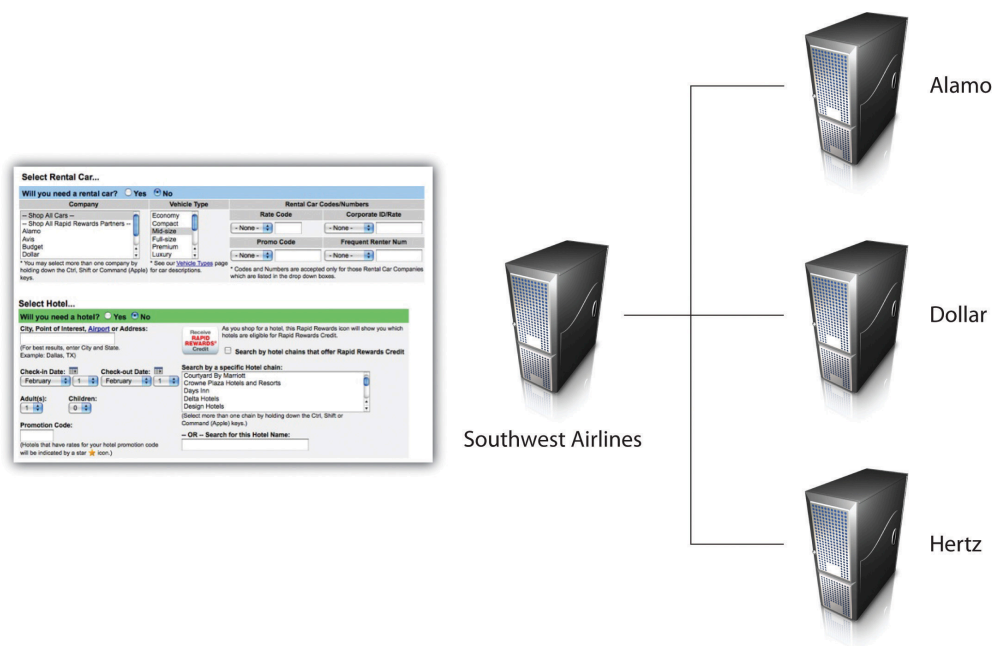 Select Rental Car...
Will you need a rental car? Yes No
Company Vehicle Type Rental Car Codes/Numbers
-- Shop All Cars --
-- Shop All Rapid Rewards Partners --
Alamo
Avis
Budget
Dollar
Economy
Compact
Mid-size
Full-size
Premium
Luxury
Rate Code Corporate ID/Rate
- None - - None -
Promo Code Frequent Renter Num
- None - - None -
* You may select more than one company by
holding down the Ctrl, Shift or Command (Apple)
keys.
* See our Vehicle Types page
for car descriptions.
* Codes and Numbers are accepted only for those Rental Car Companies
which are listed in the drop down boxes.
Select Hotel...
Will you need a hotel? Yes No
City, Point of Interest, Airport or Address:
(For best results, enter City and State.
Example: Dallas, TX)
Receive
RAPID
REWARDS*
Credit
As you shop for a hotel, this Rapid Rewards icon will show you which
hotels are eligible for Rapid Rewards Credit.
Search by hotel chains that offer Rapid Rewards Credit
Check-in Date: Check-out Date:
February 1 February 1
Adult(s): Children:
1 0
Promotion Code:
(Hotels that have rates for your hotel promotion code
will be indicated by a star icon.)
Search by a specific Hotel chain:
Courtyard By Marriott
Crowne Plaza Hotels and Resorts
Days Inn
Delta Hotels
Design Hotels
(Select more than one chain by holding down the Ctrl, Shift or
Command (Apple) keys.)
-- OR -- Search for this Hotel Name:
Southwest Airlines
Alamo
Dollar
Hertz